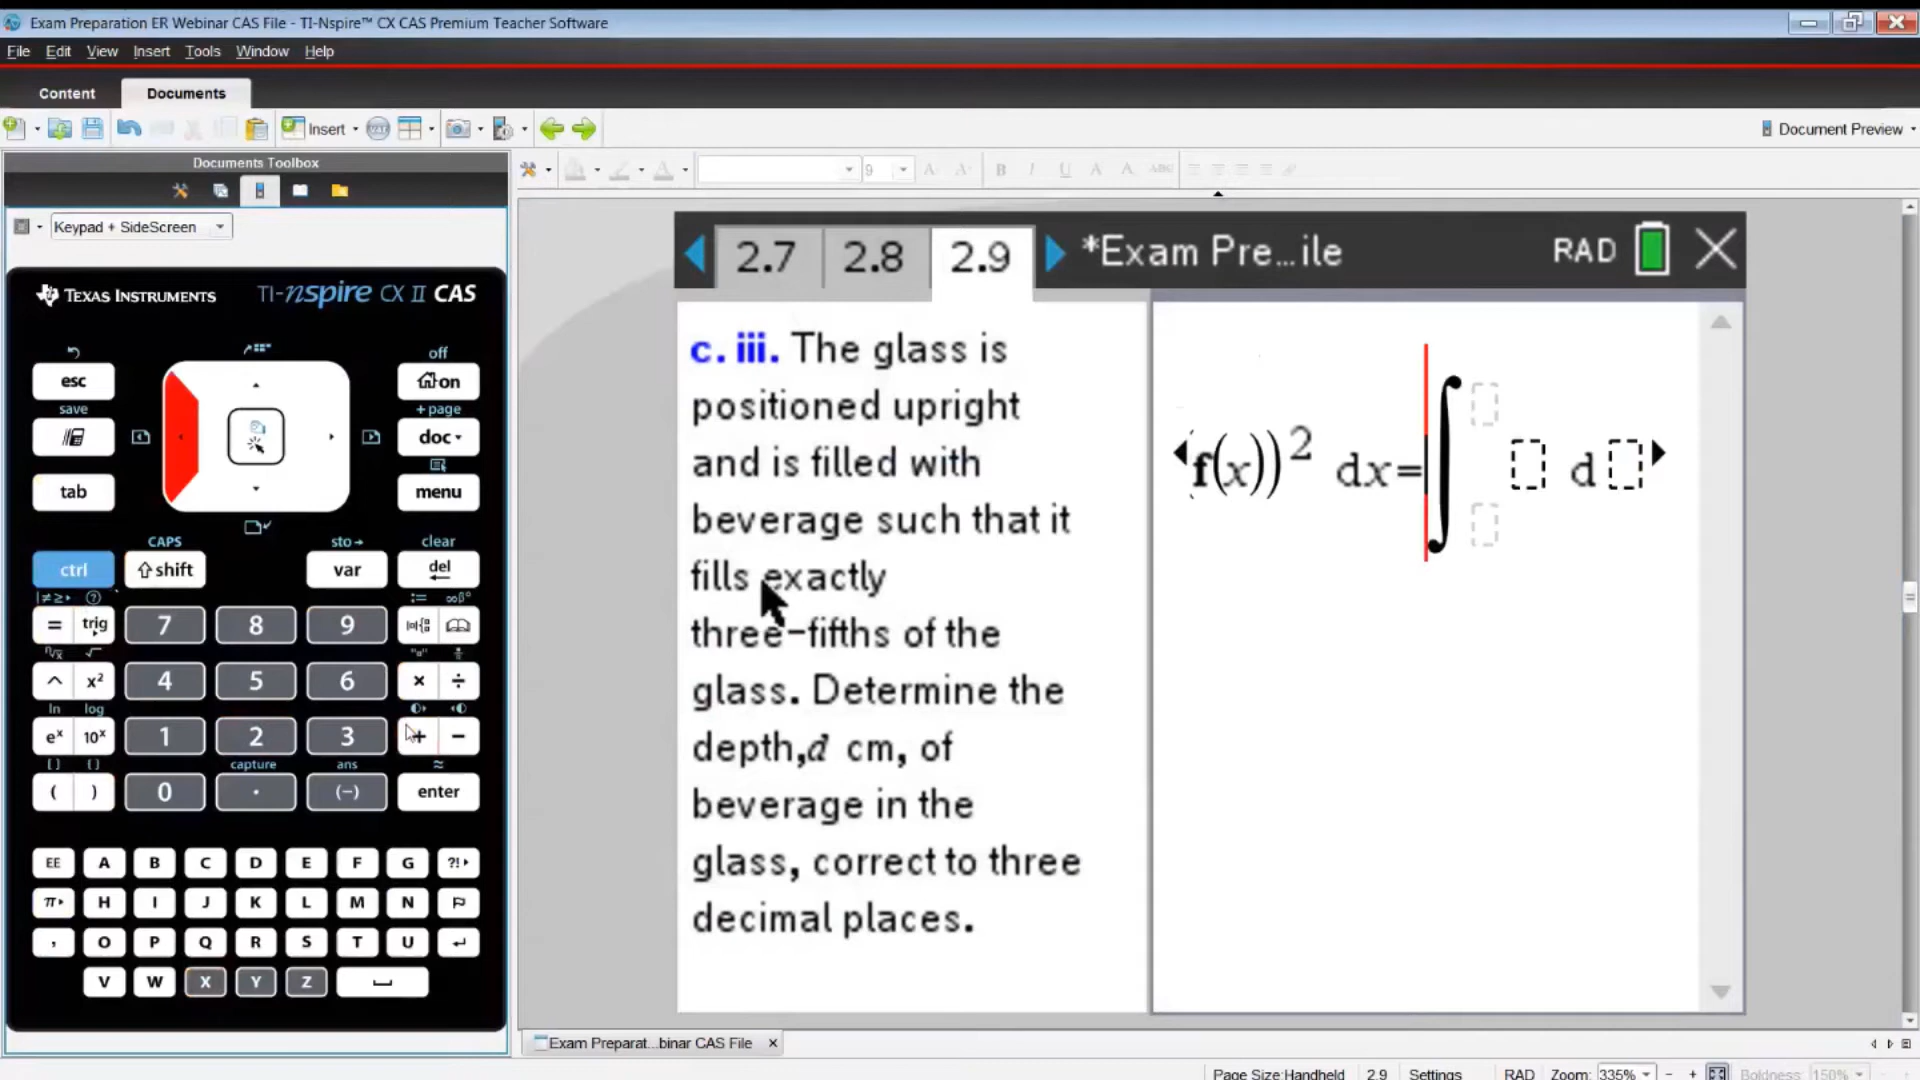 Exam Preparation ER Webinar CAS File - TI-Nspire™ CX CAS Premium Teacher Software
File Edit View Insert Tools Window Help
Content Documents
Insert
Document Preview
Documents Toolbox
9
Keypad + SideScreen
2.7 2.8 2.9 *Exam Pre...ile RAD
TEXAS INSTRUMENTS TI-nspire CX II CAS
off
esc on
save + page
doc
tab menu
CAPS sto→ clear
ctrl shift var del
= trig 7 8 9
^ x² 4 5 6 × ÷
ln log
eˣ 10ˣ 1 2 3 + −
capture ans ≈
( ) 0 . (−) enter
EE A B C D E F G ?!▸
π▸ H I J K L M N
, O P Q R S T U ↵
V W X Y Z
c. iii. The glass is
positioned upright
and is filled with
beverage such that it
fills exactly
three-fifths of the
glass. Determine the
depth,d cm, of
beverage in the
glass, correct to three
decimal places.
f(x))² dx=∫ d
Exam Preparat...binar CAS File
Page Size:Handheld 2.9 Settings RAD Zoom: 335% − + Boldness: 150%